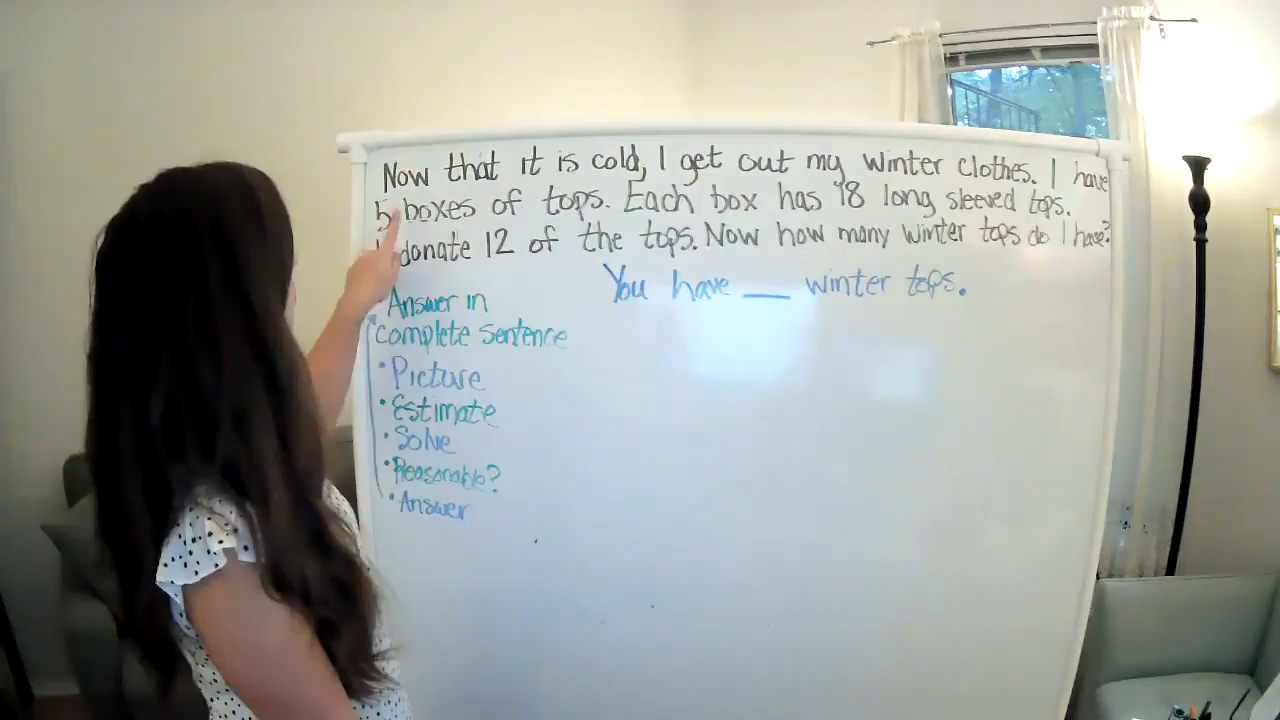 Now that it is cold, I get out my winter clothes. I have
5 boxes of tops. Each box has 18 long sleeved tops.
I donate 12 of the tops. Now how many winter tops do I have?
You have ___ winter tops.
• Answer in
complete sentence
• Picture
• Estimate
• Solve
• Reasonable?
• Answer